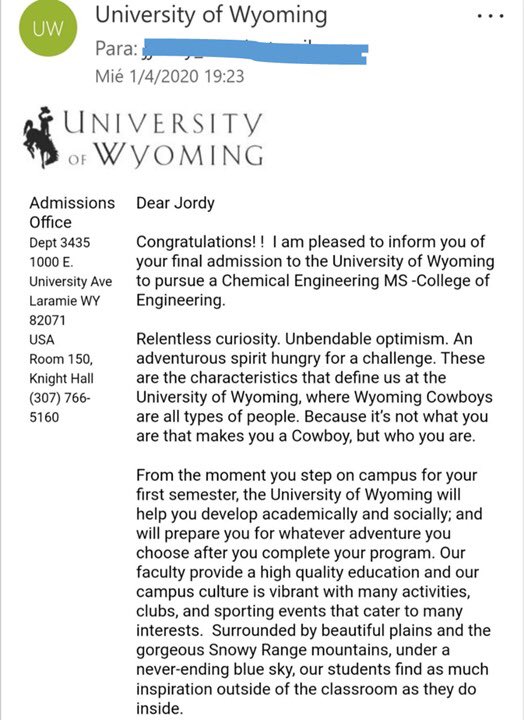 UW
University of Wyoming
Para:
Mié 1/4/2020 19:23
UNIVERSITY
OF WYOMING
Admissions
Office
Dept 3435
1000 E.
University Ave
Laramie WY
82071
USA
Room 150,
Knight Hall
(307) 766-
5160
Dear Jordy
Congratulations! ! I am pleased to inform you of
your final admission to the University of Wyoming
to pursue a Chemical Engineering MS -College of
Engineering.
Relentless curiosity. Unbendable optimism. An
adventurous spirit hungry for a challenge. These
are the characteristics that define us at the
University of Wyoming, where Wyoming Cowboys
are all types of people. Because it’s not what you
are that makes you a Cowboy, but who you are.
From the moment you step on campus for your
first semester, the University of Wyoming will
help you develop academically and socially; and
will prepare you for whatever adventure you
choose after you complete your program. Our
faculty provide a high quality education and our
campus culture is vibrant with many activities,
clubs, and sporting events that cater to many
interests.  Surrounded by beautiful plains and the
gorgeous Snowy Range mountains, under a
never-ending blue sky, our students find as much
inspiration outside of the classroom as they do
inside.